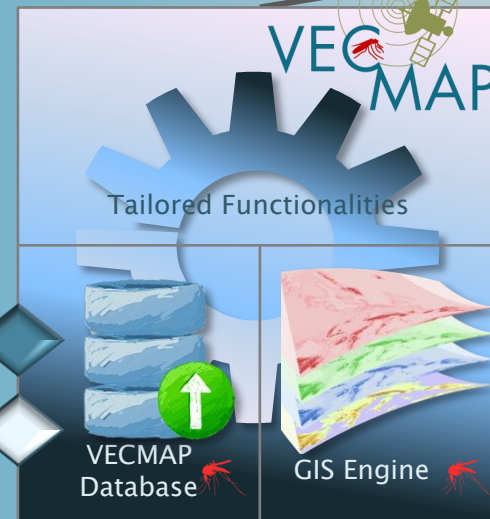 VEC
MAP
Tailored Functionalities
VECMAP
Database
GIS Engine